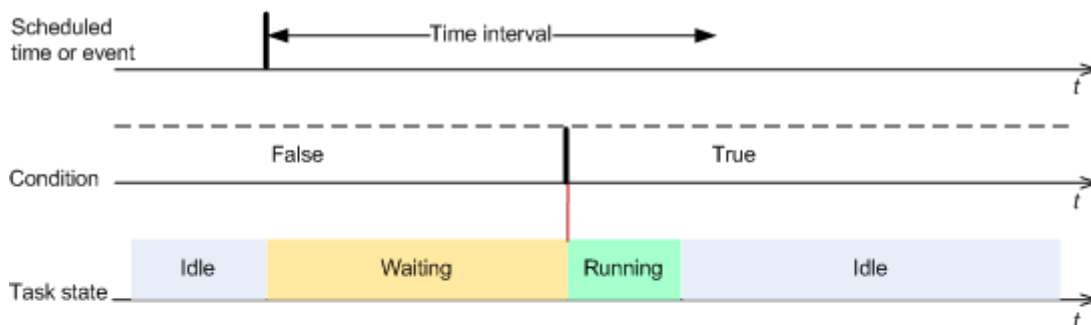 Scheduled
time or event
Time interval
t
False
True
Condition
t
Idle
Waiting
Running
Idle
Task state
t